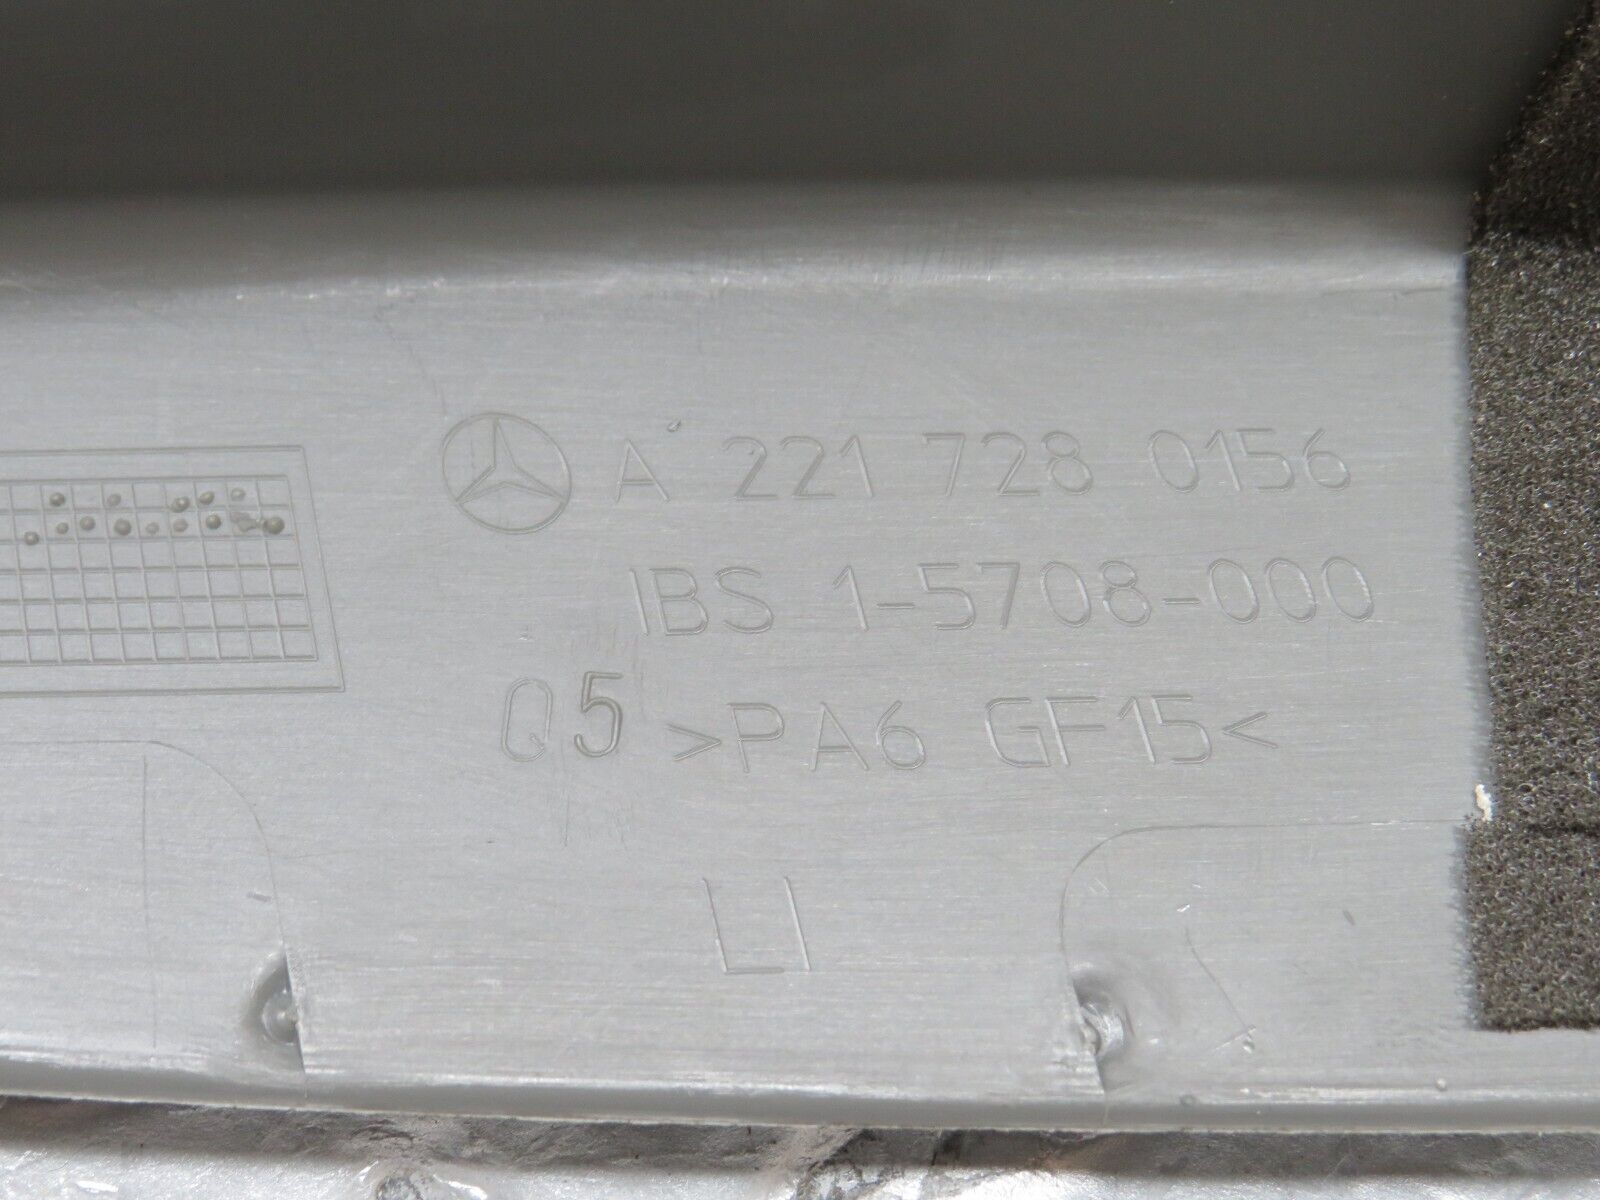 A 221 728 0156
IBS 1-5708-000
Q5 >PA6 GF15<
LI